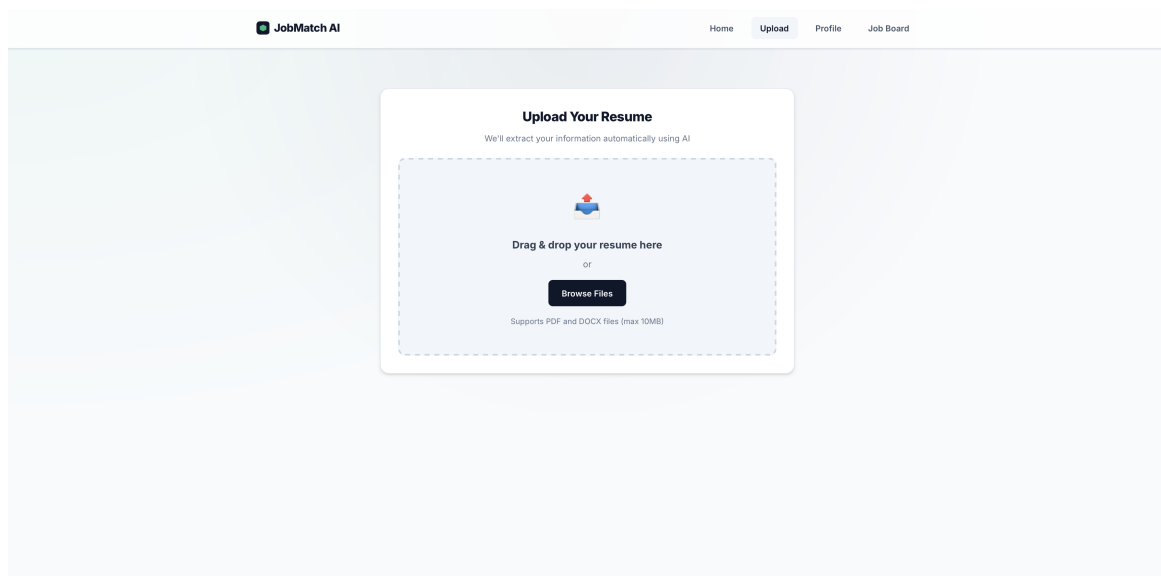 JobMatch AI
Home
Upload
Profile
Job Board
Upload Your Resume
We'll extract your information automatically using AI
Drag & drop your resume here
or
Browse Files
Supports PDF and DOCX files (max 10MB)